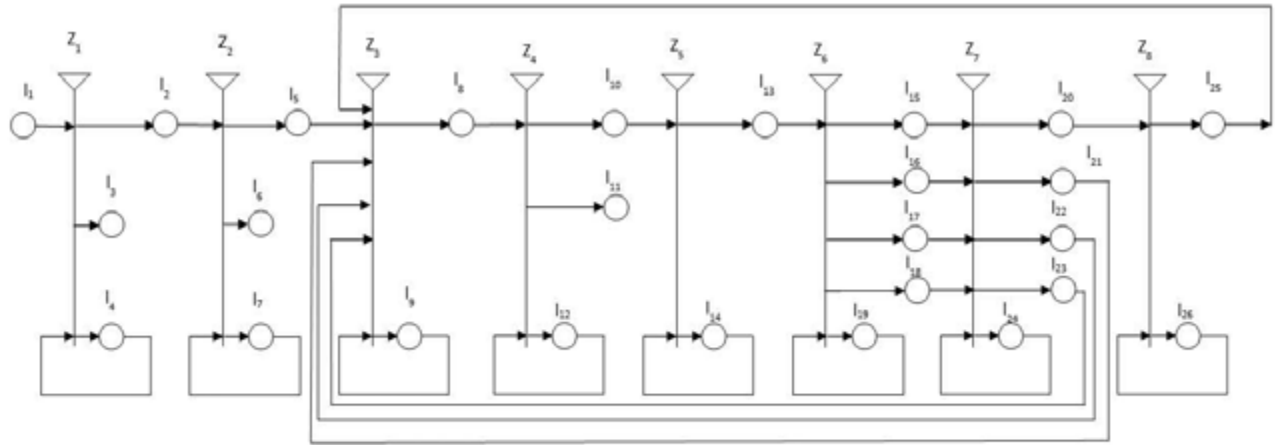 Z1 Z2 Z3 Z4 Z5 Z6 Z7 Z8
I1 I2 I5 I8 I10 I13 I15 I20 I25
I16 I21
I3 I6 I11 I17 I22
I18 I23
I4 I7 I9 I12 I14 I19 I24 I26